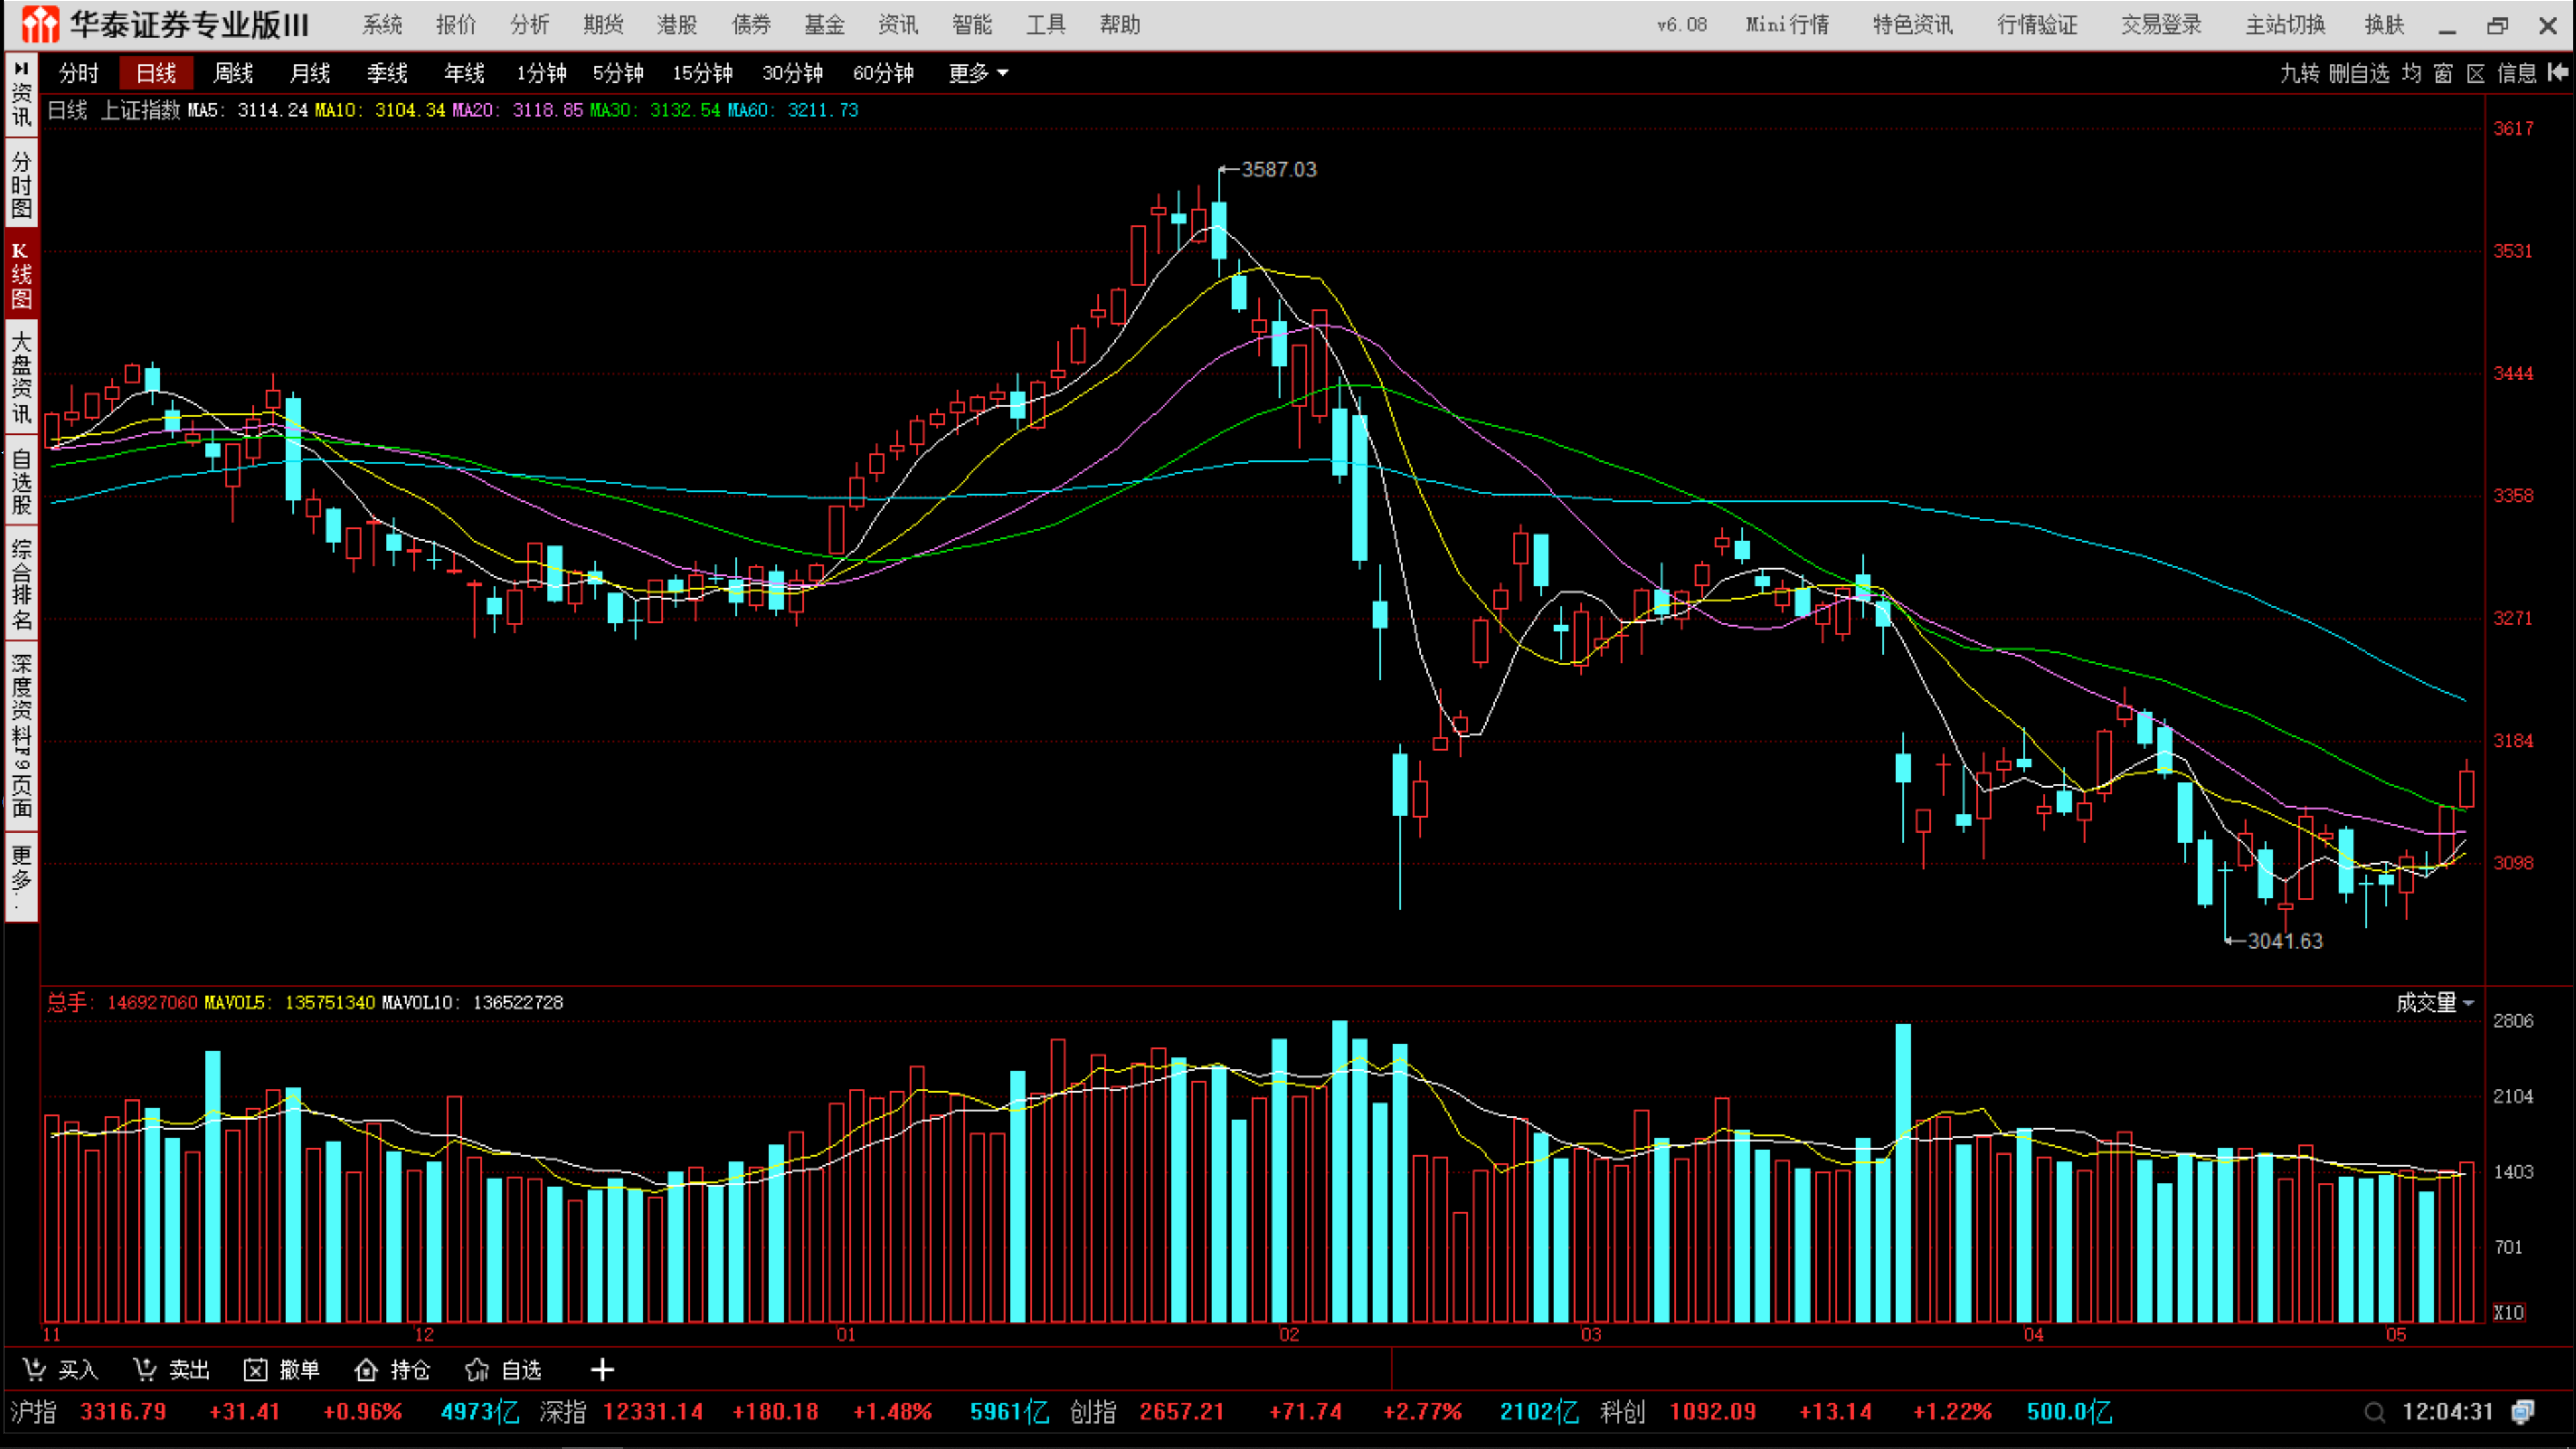 华泰证券专业版III 系统 报价 分析 期货 港股 债券 基金 资讯 智能 工具 帮助 v6.08 Mini行情 特色资讯 行情验证 交易登录 主站切换 换肤
分时 日线 周线 月线 季线 年线 1分钟 5分钟 15分钟 30分钟 60分钟 更多 九转 删自选 均 窗 区 信息
日线 上证指数 MA5: 3114.24 MA10: 3104.34 MA20: 3118.85 MA30: 3132.54 MA60: 3211.73
资讯
分时图
K线图
大盘资讯
自选股
综合排名
深度资料F9页面
更多..
3617
3587.03
3531
3444
3358
3271
3184
3098
3041.63
总手: 146927060 MAVOL5: 135751340 MAVOL10: 136522728 成交量
2806
2104
1403
701
X10
11 12 01 02 03 04 05
买入 卖出 撤单 持仓 自选
沪指 3316.79 +31.41 +0.96% 4973亿 深指 12331.14 +180.18 +1.48% 5961亿 创指 2657.21 +71.74 +2.77% 2102亿 科创 1092.09 +13.14 +1.22% 500.0亿 12:04:31